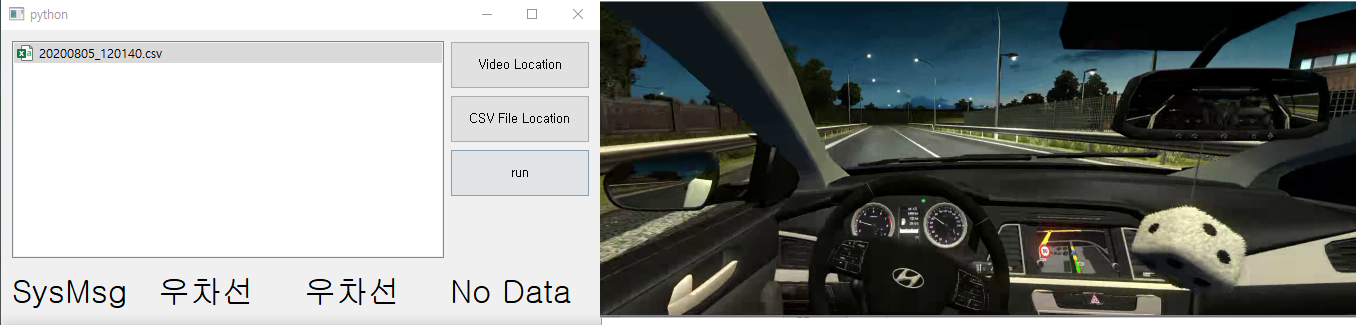 python
20200805_120140.csv
Video Location
CSV File Location
run
SysMsg 우차선 우차선 No Data